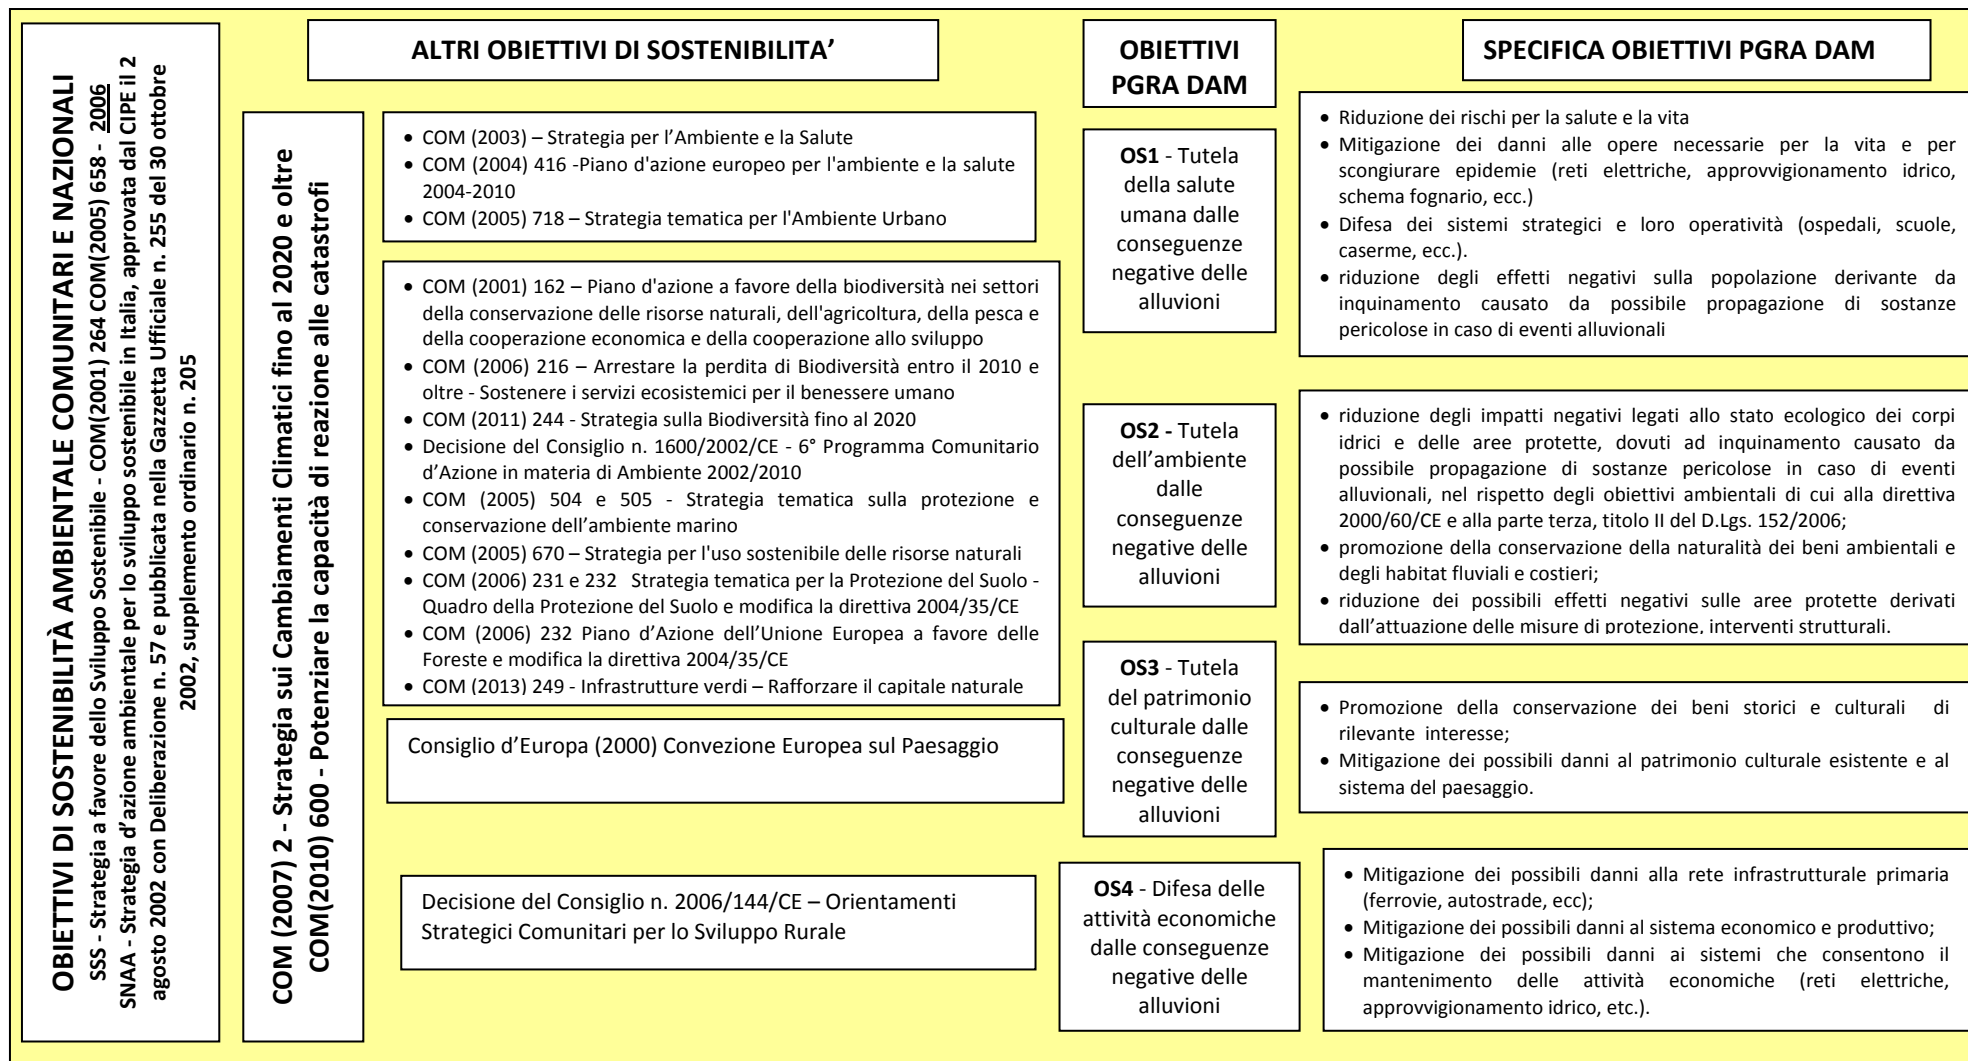 OBIETTIVI DI SOSTENIBILITÀ AMBIENTALE COMUNITARI E NAZIONALI
SSS - Strategia a favore dello Sviluppo Sostenibile - COM(2001) 264 COM(2005) 658 - 2006
SNAA - Strategia d'azione ambientale per lo sviluppo sostenibile in Italia, approvata dal CIPE il 2
agosto 2002 con Deliberazione n. 57 e pubblicata nella Gazzetta Ufficiale n. 255 del 30 ottobre
2002, supplemento ordinario n. 205
ALTRI OBIETTIVI DI SOSTENIBILITA’
COM (2007) 2 - Strategia sui Cambiamenti Climatici fino al 2020 e oltre
COM(2010) 600 - Potenziare la capacità di reazione alle catastrofi
• COM (2003) – Strategia per l’Ambiente e la Salute
• COM (2004) 416 -Piano d'azione europeo per l'ambiente e la salute
2004-2010
• COM (2005) 718 – Strategia tematica per l'Ambiente Urbano
• COM (2001) 162 – Piano d'azione a favore della biodiversità nei settori
della conservazione delle risorse naturali, dell'agricoltura, della pesca e
della cooperazione economica e della cooperazione allo sviluppo
• COM (2006) 216 – Arrestare la perdita di Biodiversità entro il 2010 e
oltre - Sostenere i servizi ecosistemici per il benessere umano
• COM (2011) 244 - Strategia sulla Biodiversità fino al 2020
• Decisione del Consiglio n. 1600/2002/CE - 6° Programma Comunitario
d’Azione in materia di Ambiente 2002/2010
• COM (2005) 504 e 505 - Strategia tematica sulla protezione e
conservazione dell’ambiente marino
• COM (2005) 670 – Strategia per l'uso sostenibile delle risorse naturali
• COM (2006) 231 e 232 Strategia tematica per la Protezione del Suolo -
Quadro della Protezione del Suolo e modifica la direttiva 2004/35/CE
• COM (2006) 232 Piano d’Azione dell’Unione Europea a favore delle
Foreste e modifica la direttiva 2004/35/CE
• COM (2013) 249 - Infrastrutture verdi – Rafforzare il capitale naturale
Consiglio d’Europa (2000) Convezione Europea sul Paesaggio
Decisione del Consiglio n. 2006/144/CE – Orientamenti
Strategici Comunitari per lo Sviluppo Rurale
OBIETTIVI
PGRA DAM
OS1 - Tutela
della salute
umana dalle
conseguenze
negative delle
alluvioni
OS2 - Tutela
dell’ambiente
dalle
conseguenze
negative delle
alluvioni
OS3 - Tutela
del patrimonio
culturale dalle
conseguenze
negative delle
alluvioni
OS4 - Difesa delle
attività economiche
dalle conseguenze
negative delle
alluvioni
SPECIFICA OBIETTIVI PGRA DAM
• Riduzione dei rischi per la salute e la vita
• Mitigazione dei danni alle opere necessarie per la vita e per
scongiurare epidemie (reti elettriche, approvvigionamento idrico,
schema fognario, ecc.)
• Difesa dei sistemi strategici e loro operatività (ospedali, scuole,
caserme, ecc.).
• riduzione degli effetti negativi sulla popolazione derivante da
inquinamento causato da possibile propagazione di sostanze
pericolose in caso di eventi alluvionali
• riduzione degli impatti negativi legati allo stato ecologico dei corpi
idrici e delle aree protette, dovuti ad inquinamento causato da
possibile propagazione di sostanze pericolose in caso di eventi
alluvionali, nel rispetto degli obiettivi ambientali di cui alla direttiva
2000/60/CE e alla parte terza, titolo II del D.Lgs. 152/2006;
• promozione della conservazione della naturalità dei beni ambientali e
degli habitat fluviali e costieri;
• riduzione dei possibili effetti negativi sulle aree protette derivati
dall’attuazione delle misure di protezione, interventi strutturali.
• Promozione della conservazione dei beni storici e culturali di
rilevante interesse;
• Mitigazione dei possibili danni al patrimonio culturale esistente e al
sistema del paesaggio.
• Mitigazione dei possibili danni alla rete infrastrutturale primaria
(ferrovie, autostrade, ecc);
• Mitigazione dei possibili danni al sistema economico e produttivo;
• Mitigazione dei possibili danni ai sistemi che consentono il
mantenimento delle attività economiche (reti elettriche,
approvvigionamento idrico, etc.).